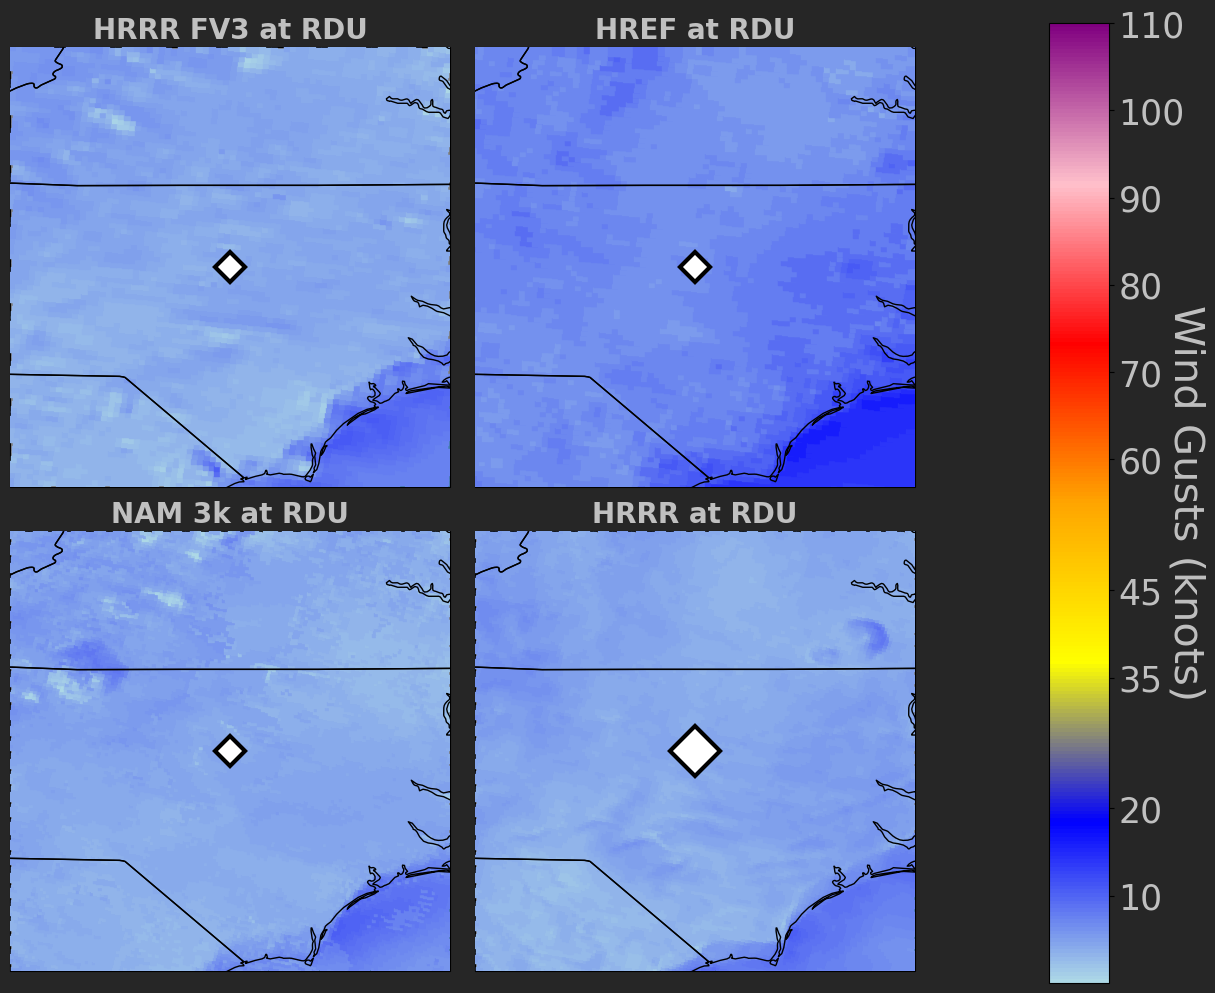 HRRR FV3 at RDU
HREF at RDU
NAM 3k at RDU
HRRR at RDU
110
100
90
80
70
60
45
35
20
10
Wind Gusts (knots)